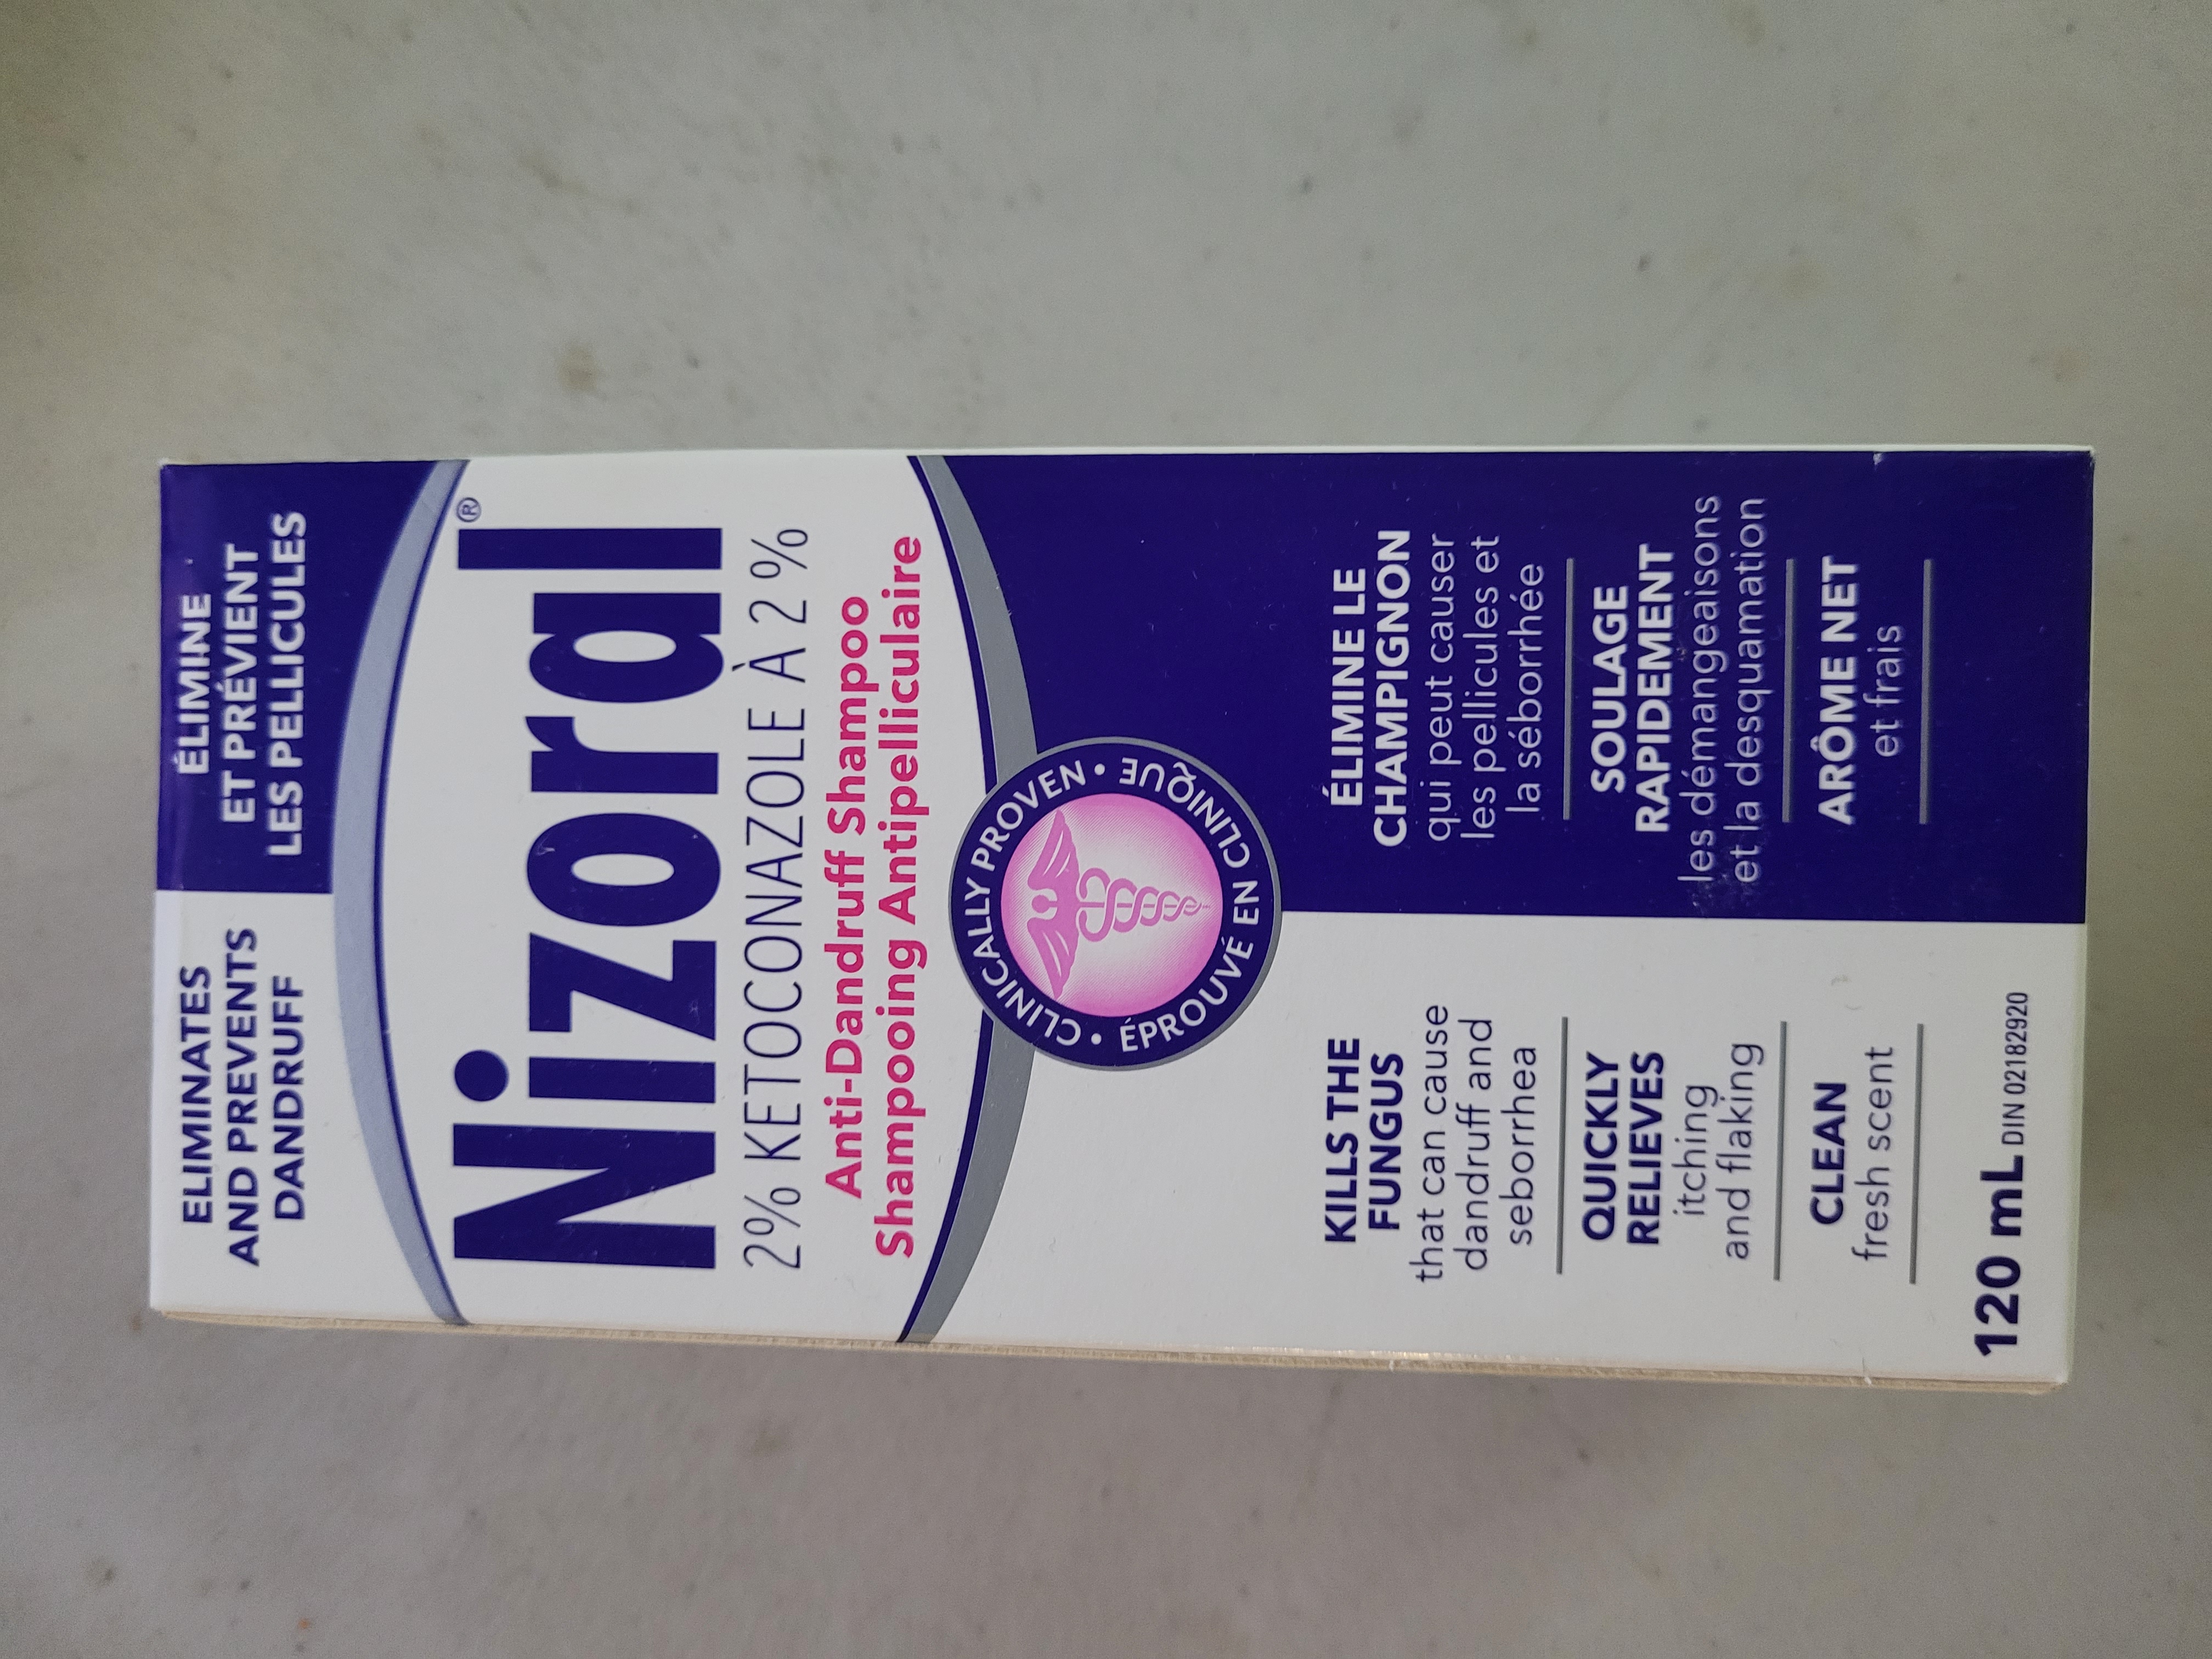 ELIMINATES
AND PREVENTS
DANDRUFF
ÉLIMINE
ET PRÉVIENT
LES PELLICULES
Nizoral®
2% KETOCONAZOLE À 2 %
Anti-Dandruff Shampoo
Shampooing Antipelliculaire
CLINICALLY PROVEN • ÉPROUVÉ EN CLINIQUE •
KILLS THE
FUNGUS
that can cause
dandruff and
seborrhea
QUICKLY
RELIEVES
itching
and flaking
CLEAN
fresh scent
ÉLIMINE LE
CHAMPIGNON
qui peut causer
les pellicules et
la séborrhée
SOULAGE
RAPIDEMENT
les démangeaisons
et la desquamation
ARÔME NET
et frais
120 mL DIN 02182920